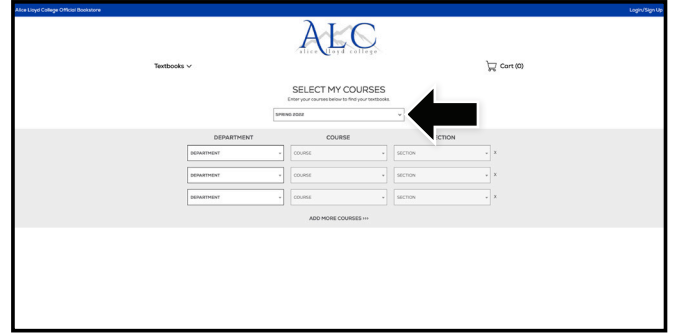 Alice Lloyd College Official Bookstore
Login/Sign Up
ALC
alice lloyd college
Textbooks
Cart (0)
SELECT MY COURSES
Enter your courses below to find your textbooks
SPRING 2022
DEPARTMENT COURSE ECTION
DEPARTMENT COURSE SECTION X
DEPARTMENT COURSE SECTION X
DEPARTMENT COURSE SECTION X
ADD MORE COURSES >>>